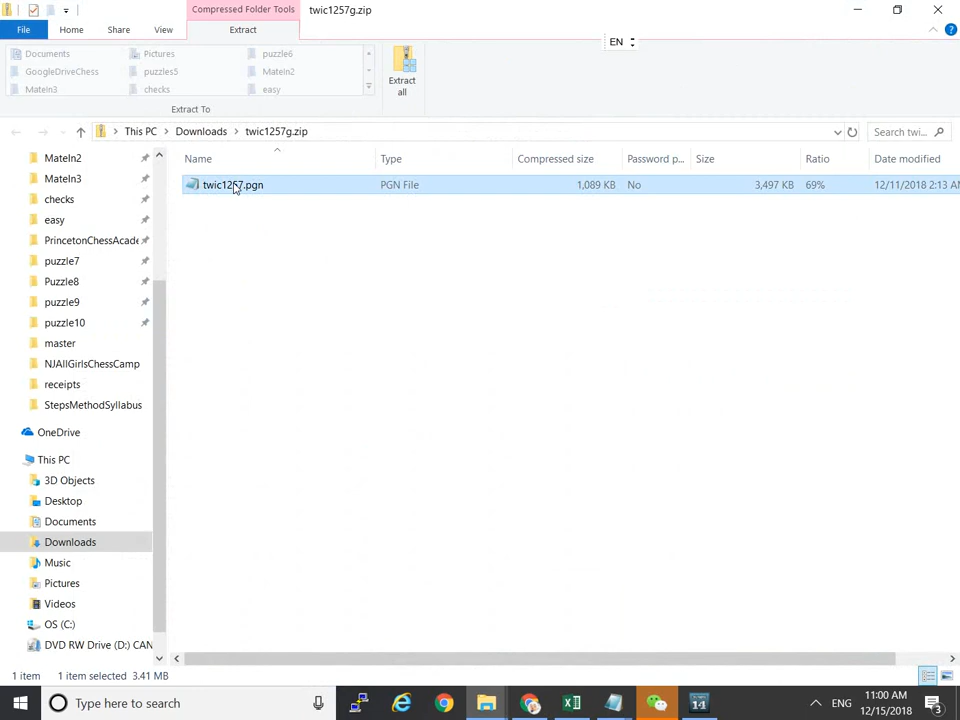 Compressed Folder Tools
twic1257g.zip
File
Home
Share
View
Extract
EN
Documents
Pictures
puzzle6
GoogleDriveChess
puzzles5
MateIn2
MateIn3
checks
easy
Extract all
Extract To
This PC
Downloads
twic1257g.zip
Search twi...
Name
Type
Compressed size
Password p...
Size
Ratio
Date modified
twic1257.pgn
PGN File
1,089 KB
No
3,497 KB
69%
12/11/2018 2:13 AM
MateIn2
MateIn3
checks
easy
PrincetonChessAcade
puzzle7
Puzzle8
puzzle9
puzzle10
master
NJAllGirlsChessCamp
receipts
StepsMethodSyllabus
OneDrive
This PC
3D Objects
Desktop
Documents
Downloads
Music
Pictures
Videos
OS (C:)
DVD RW Drive (D:) CAN
1 item
1 item selected 3.41 MB
Type here to search
14
ENG
11:00 AM
12/15/2018
3